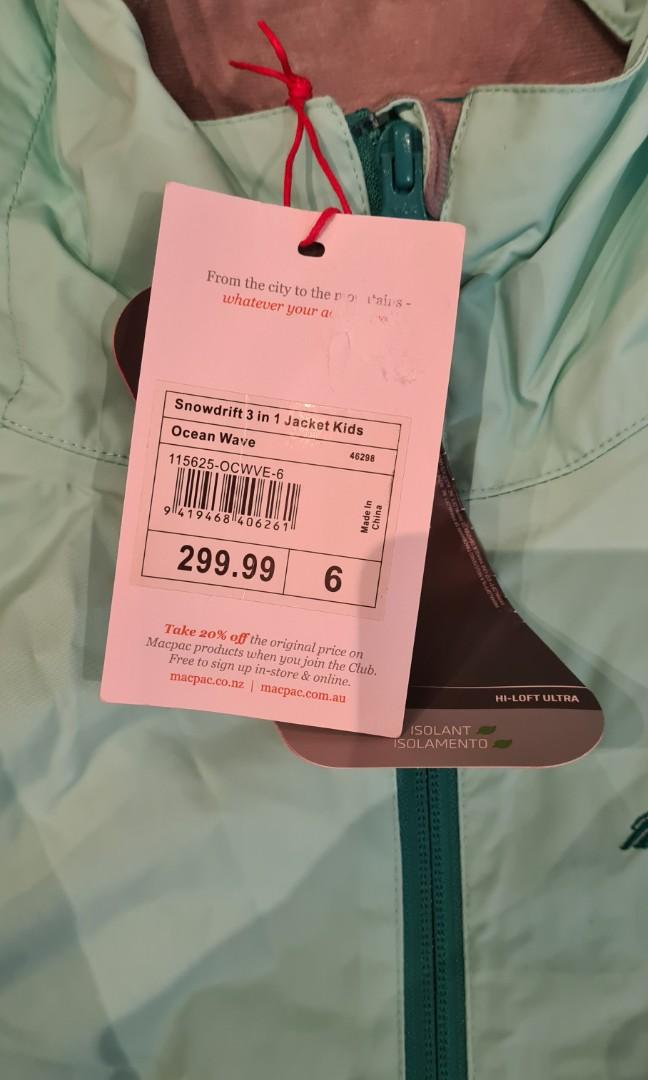 From the city to the mountains -
whatever your
Snowdrift 3 in 1 Jacket Kids
Ocean Wave 46298
115625-OCWVE-6
9 419468 406261
Made In
China
299.99 6
Take 20% off the original price on
Macpac products when you join the Club.
Free to sign up in-store & online.
macpac.co.nz | macpac.com.au
HI-LOFT ULTRA
ISOLANT
ISOLAMENTO